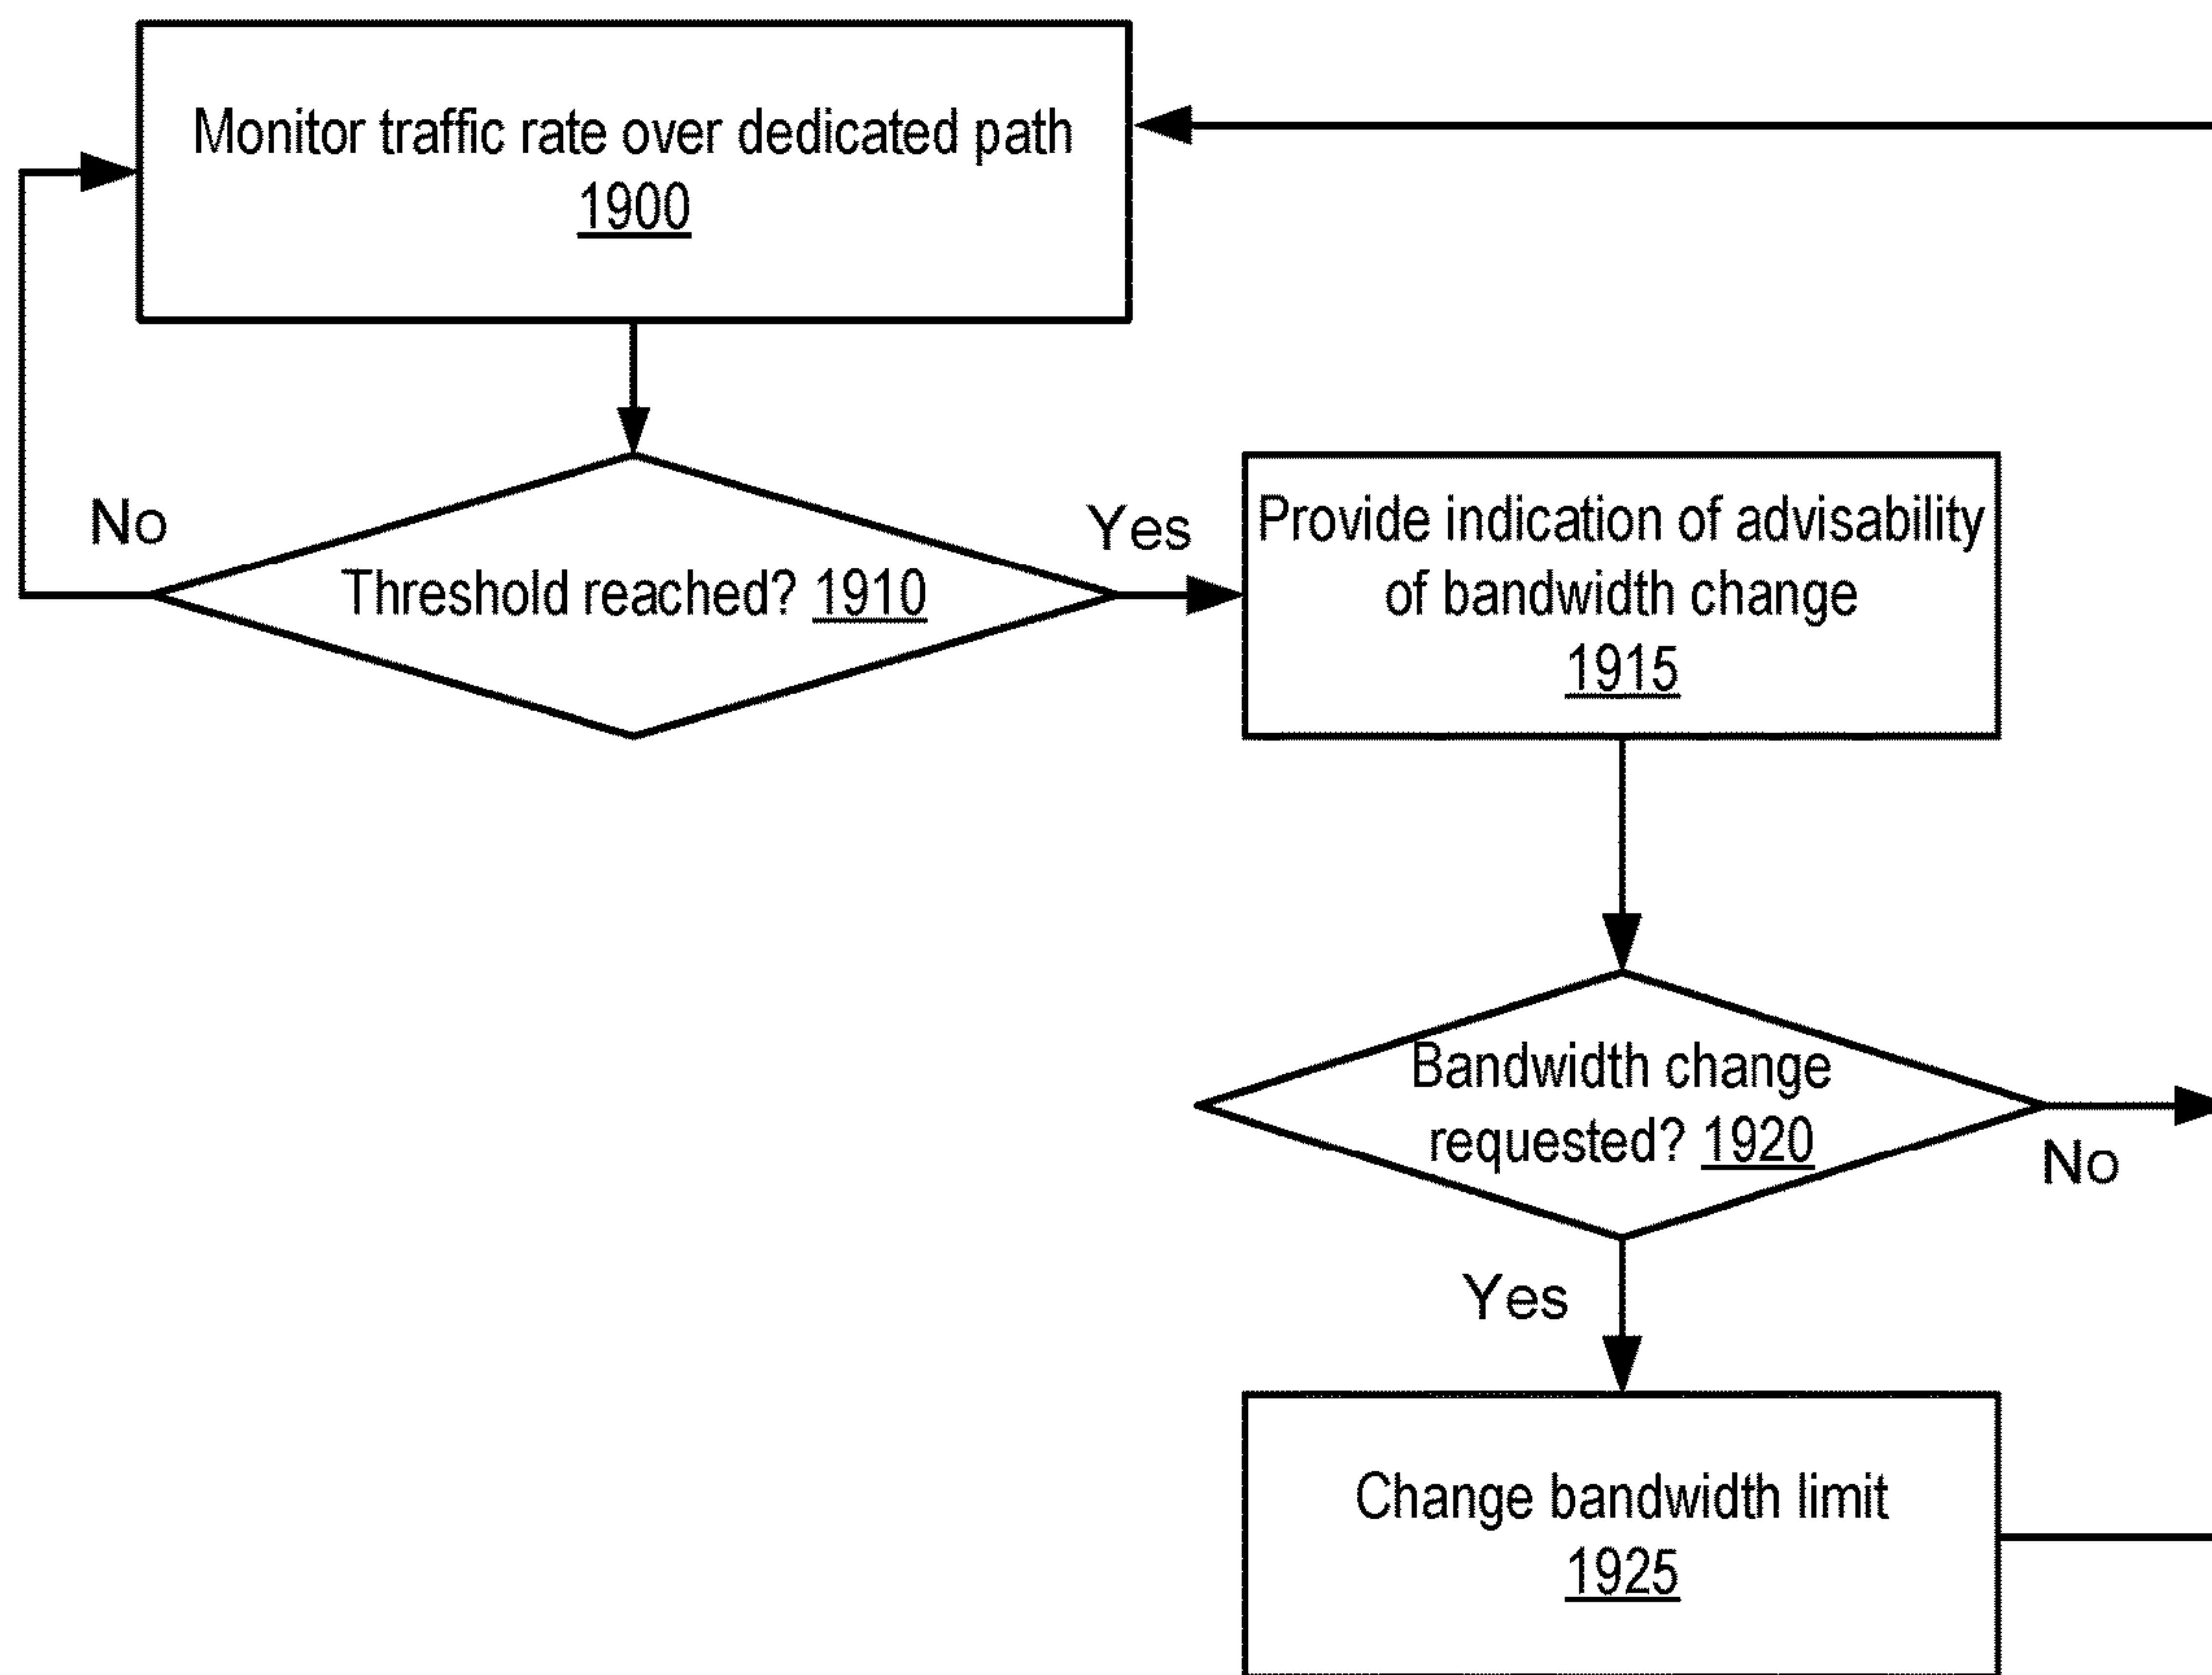 Monitor traffic rate over dedicated path
1900
No
Threshold reached? 1910
Yes
Provide indication of advisability
of bandwidth change
1915
Bandwidth change
requested? 1920
No
Yes
Change bandwidth limit
1925